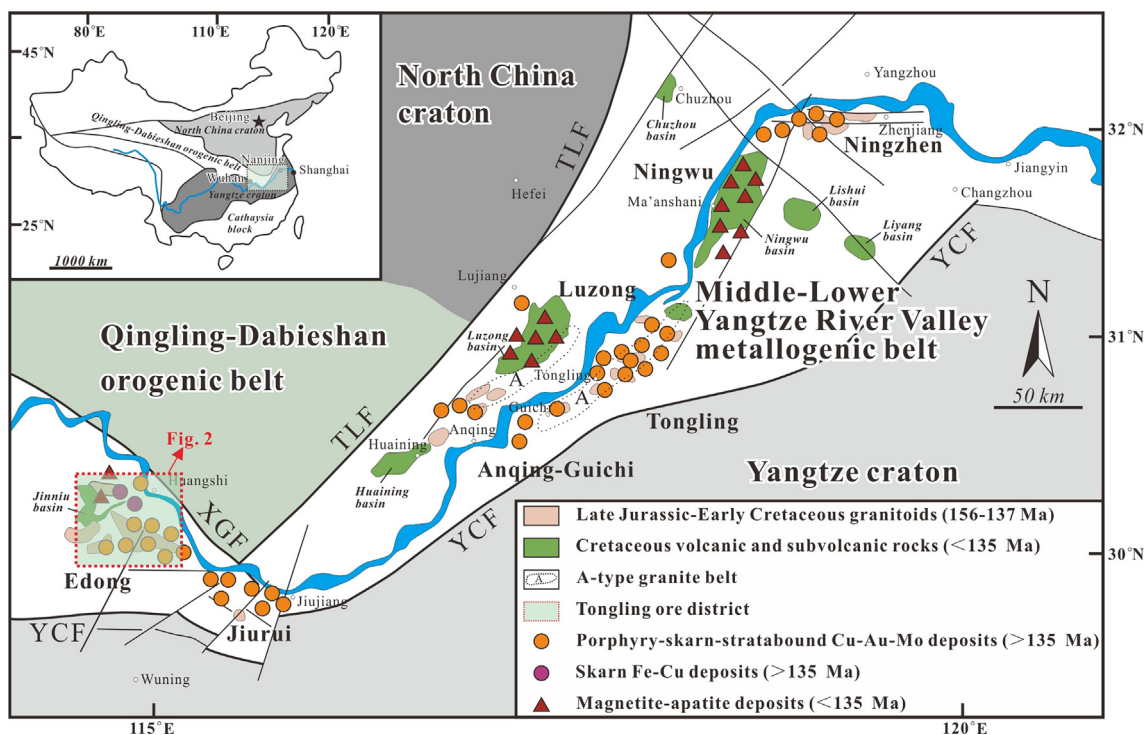 80°E
110°E
120°E
45°N
25°N
Beijing
North China craton
Qingling-Dabieshan
orogenic belt
Nanjing
Shanghai
Wuhan
Yangtze craton
Cathaysia
block
1000 km
North China
craton
TLF
Hefei
Chuzhou
Chuzhou
basin
Yangzhou
Zhenjiang
Ningzhen
32°N
Jiangyin
Changzhou
Ningwu
Ma'anshani
Ningwu
basin
Lishui
basin
Liyang
basin
YCF
Lujiang
Luzong
Luzong
basin
A
Tongling
A
Guichi
Middle-Lower
Yangtze River Valley
metallogenic belt
31°N
N
50 km
Qingling-Dabieshan
orogenic belt
TLF
Huaining
Anqing
Huaining
basin
Anqing-Guichi
Tongling
Yangtze craton
YCF
Fig. 2
Huangshi
Jinniu
basin
XGF
Edong
Jiujiang
Jiurui
YCF
Wuning
30°N
Late Jurassic-Early Cretaceous granitoids (156-137 Ma)
Cretaceous volcanic and subvolcanic rocks (<135 Ma)
A
A-type granite belt
Tongling ore district
Porphyry-skarn-stratabound Cu-Au-Mo deposits (>135 Ma)
Skarn Fe-Cu deposits (>135 Ma)
Magnetite-apatite deposits (<135 Ma)
115°E
120°E